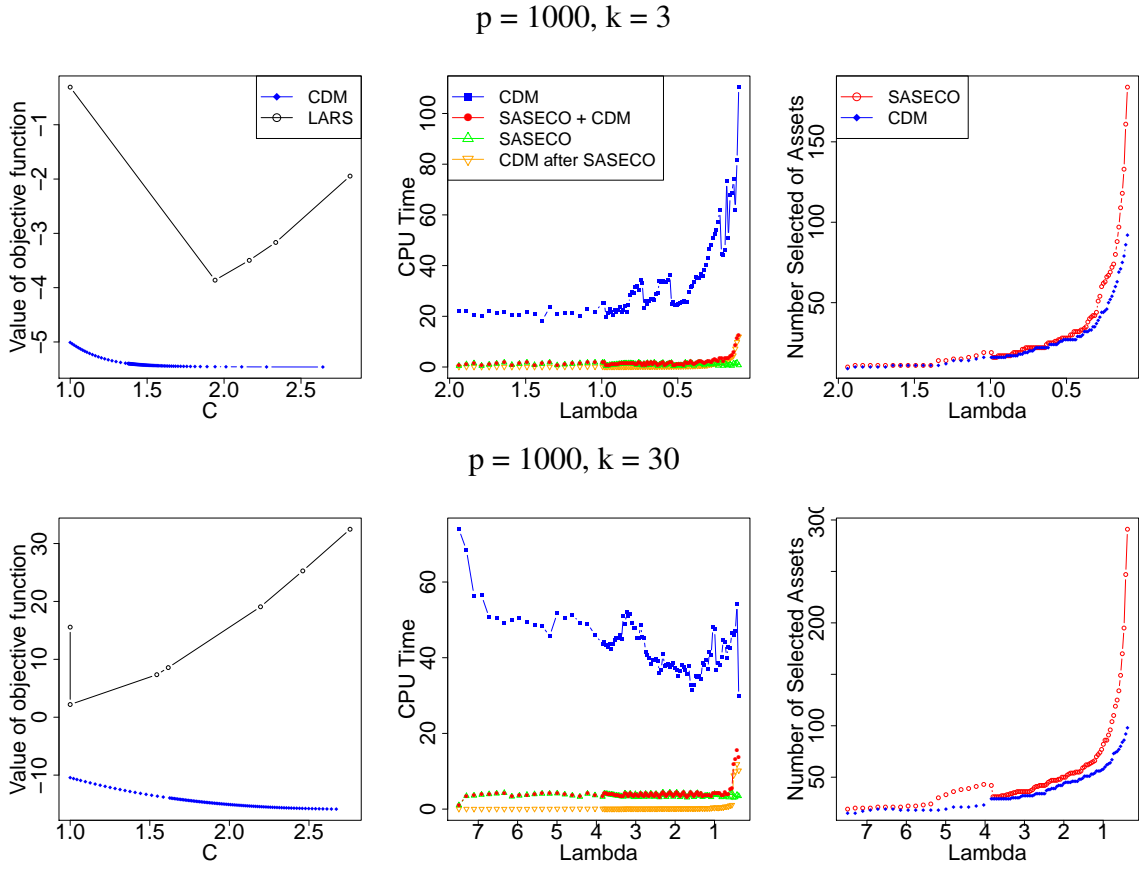 p = 1000, k = 3
Value of objective function
−1
−2
−3
−4
−5
1.0 1.5 2.0 2.5
C
CDM
LARS
CPU Time
100
80
60
40
20
0
2.0 1.5 1.0 0.5
Lambda
CDM
SASECO + CDM
SASECO
CDM after SASECO
Number Selected of Assets
150
100
50
2.0 1.5 1.0 0.5
Lambda
SASECO
CDM
p = 1000, k = 30
Value of objective function
30
20
10
0
−10
1.0 1.5 2.0 2.5
C
CPU Time
60
40
20
0
7 6 5 4 3 2 1
Lambda
Number of Selected Assets
300
200
100
50
7 6 5 4 3 2 1
Lambda